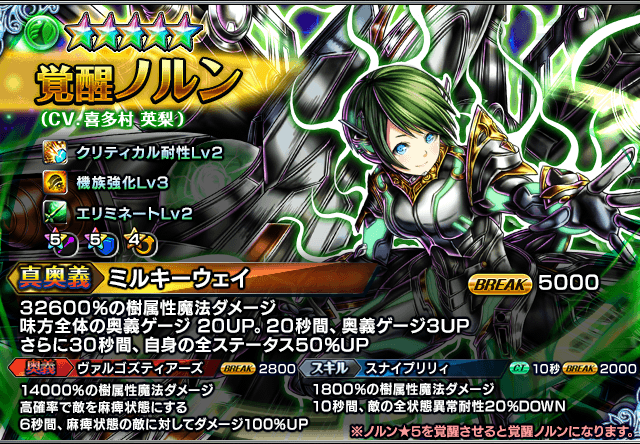 覚醒ノルン
(CV.喜多村 英梨)
クリティカル耐性Lv2
機族強化Lv3
エリミネートLv2
5 5 4
真奥義 ミルキーウェイ BREAK 5000
32600%の樹属性魔法ダメージ
味方全体の奥義ゲージ 20UP。20秒間、奥義ゲージ3UP
さらに30秒間、自身の全ステータス50%UP
奥義 ヴァルゴズティアーズ BREAK 2800
14000%の樹属性魔法ダメージ
高確率で敵を麻痺状態にする
6秒間、麻痺状態の敵に対してダメージ100%UP
スキル スナイプリリィ CT 10秒 BREAK 2000
1800%の樹属性魔法ダメージ
10秒間、敵の全状態異常耐性20%DOWN
※ノルン★5を覚醒させると覚醒ノルンになります。